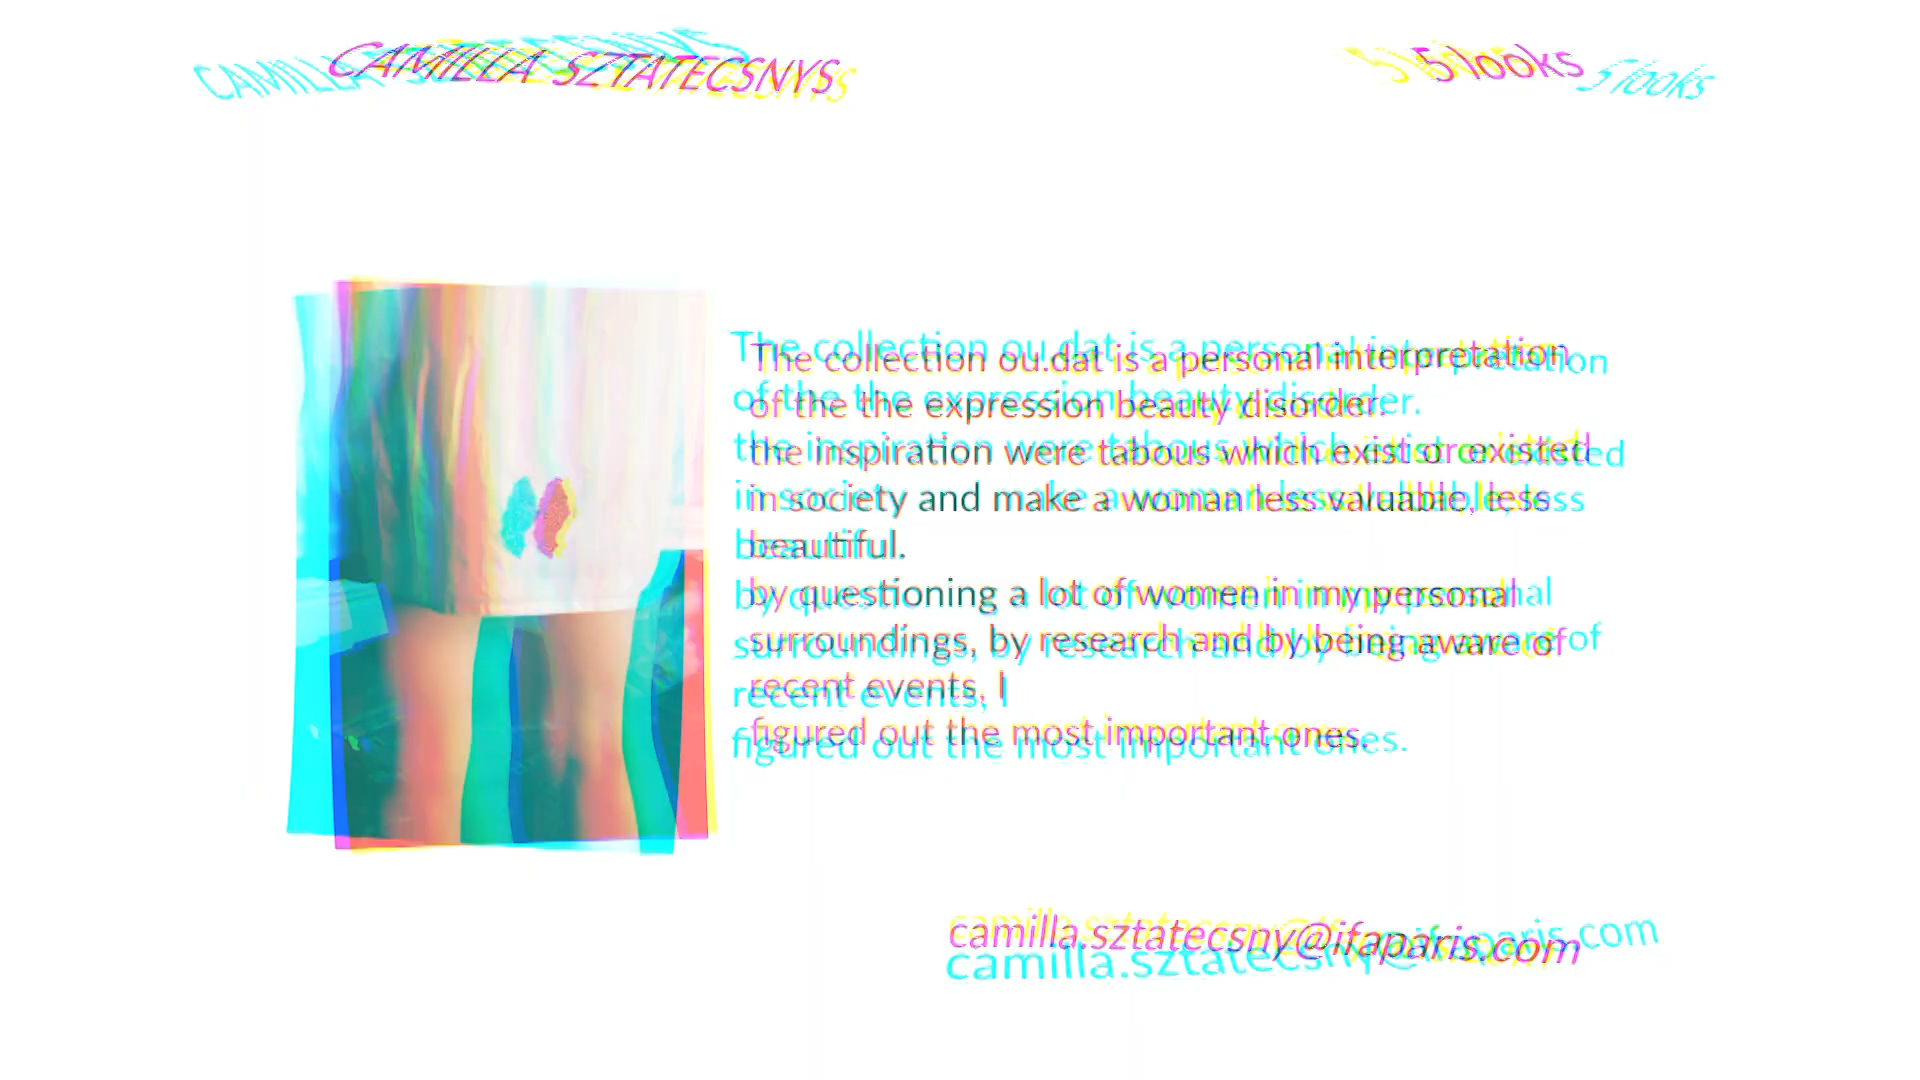 CAMILLA SZTATECSNYS
5 looks
The collection ou.dat is a personal interpretation
of the the expression beauty disorder.
the inspiration were tabous which exist or existed
in society and make a woman less valuable, less
beautiful.
by questioning a lot of women in my personal
surroundings, by research and by being aware of
recent events, I
figured out the most important ones.
camilla.sztatecsny@ifaparis.com